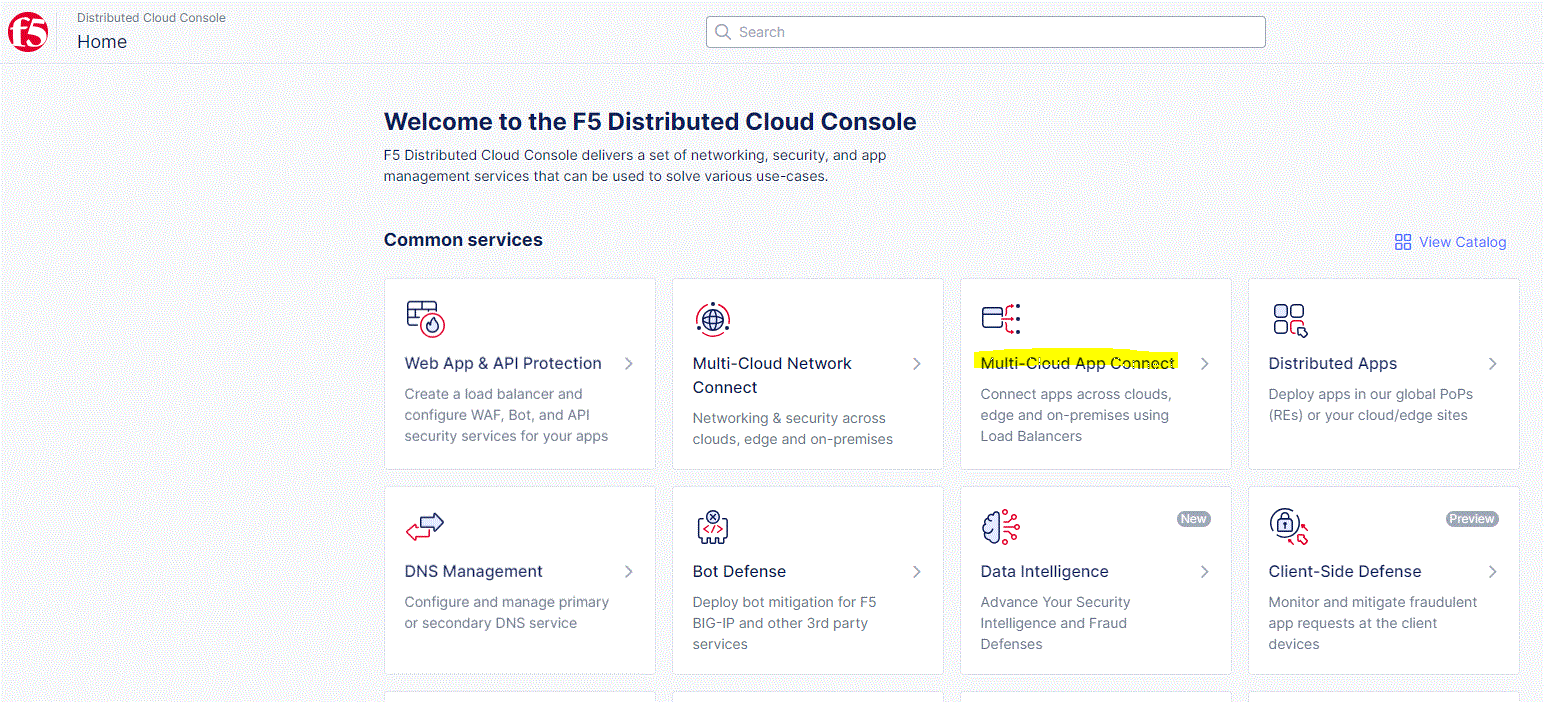 f5
Distributed Cloud Console
Home
Search
Welcome to the F5 Distributed Cloud Console
F5 Distributed Cloud Console delivers a set of networking, security, and app
management services that can be used to solve various use-cases.
Common services
View Catalog
Web App & API Protection
Create a load balancer and
configure WAF, Bot, and API
security services for your apps
Multi-Cloud Network
Connect
Networking & security across
clouds, edge and on-premises
Multi-Cloud App Connect
Connect apps across clouds,
edge and on-premises using
Load Balancers
Distributed Apps
Deploy apps in our global PoPs
(REs) or your cloud/edge sites
DNS Management
Configure and manage primary
or secondary DNS service
Bot Defense
Deploy bot mitigation for F5
BIG-IP and other 3rd party
services
New
Data Intelligence
Advance Your Security
Intelligence and Fraud
Defenses
Preview
Client-Side Defense
Monitor and mitigate fraudulent
app requests at the client
devices